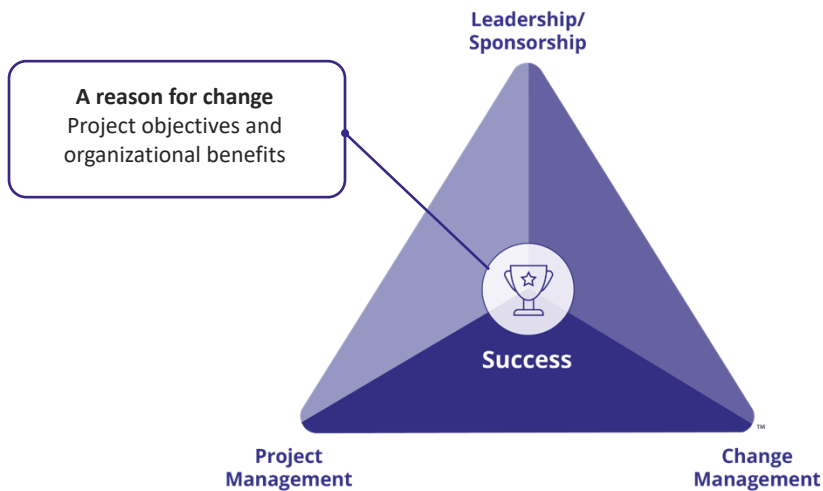 Leadership/
Sponsorship
A reason for change
Project objectives and
organizational benefits
Success
TM
Project
Management
Change
Management